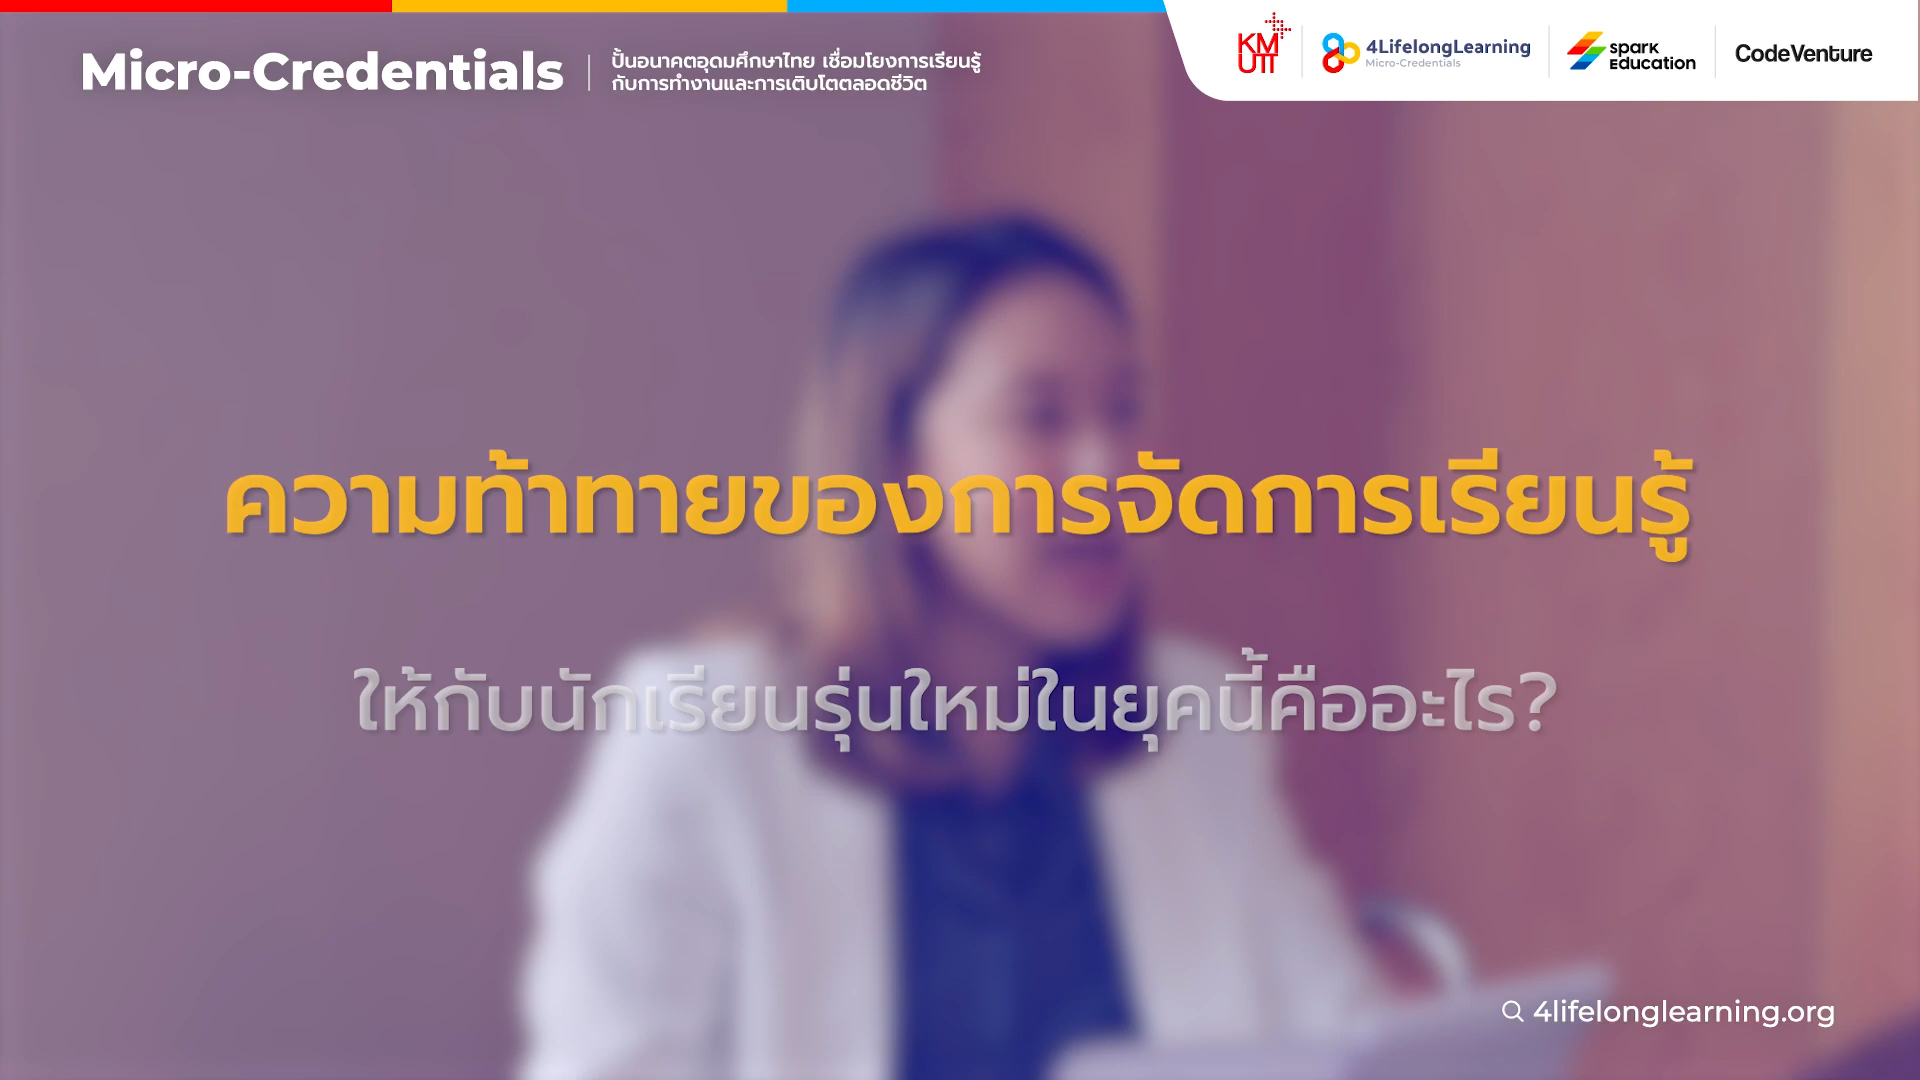 Micro-Credentials
ปั้นอนาคตอุดมศึกษาไทย เชื่อมโยงการเรียนรู้
กับการทำงานและการเติบโตตลอดชีวิต
KM
UTT
4LifelongLearning
Micro-Credentials
spark
Education
CodeVenture
ความท้าทายของการจัดการเรียนรู้
ให้กับนักเรียนรุ่นใหม่ในยุคนี้คืออะไร?
4lifelonglearning.org